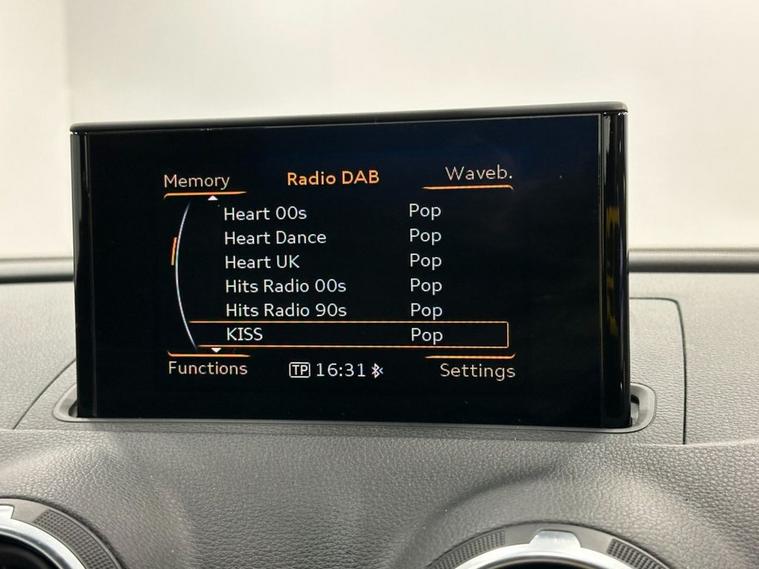 Memory Radio DAB Waveb.
Heart 00s Pop
Heart Dance Pop
Heart UK Pop
Hits Radio 00s Pop
Hits Radio 90s Pop
KISS Pop
Functions TP 16:31 Settings